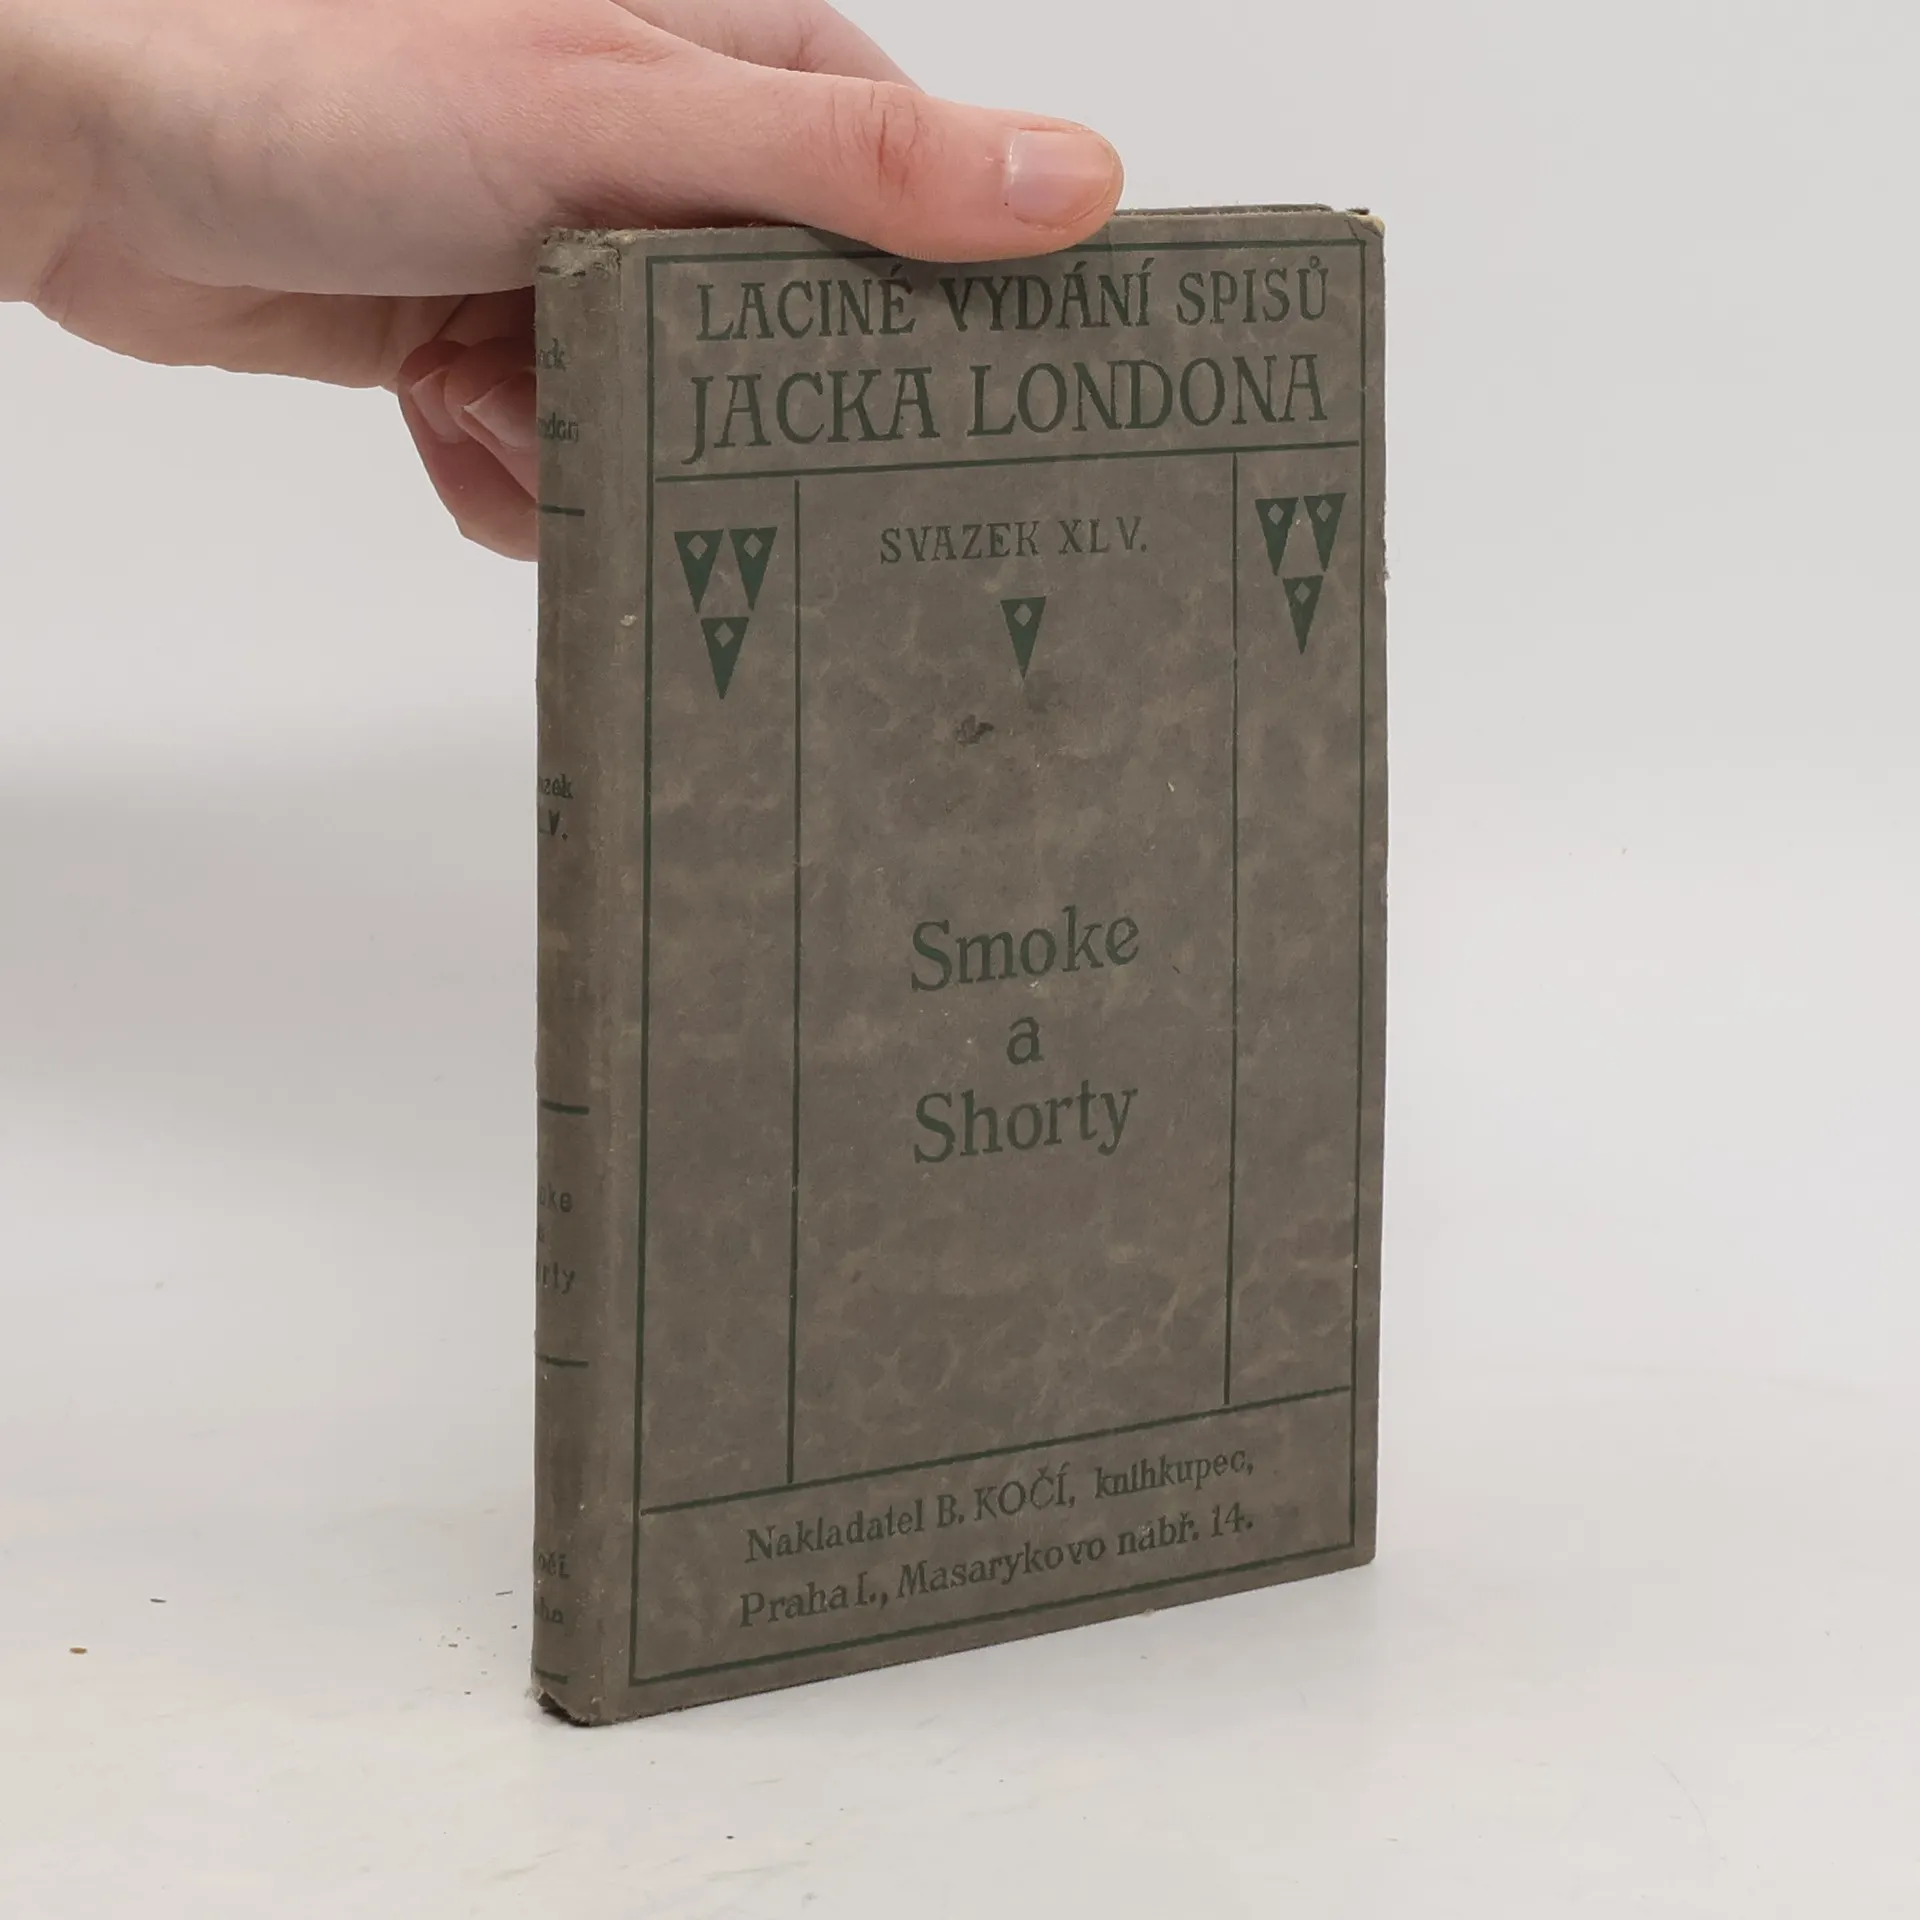 LACINÉ VYDÁNÍ SPISŮ
JACKA LONDONA
SVAZEK XLV.
Smoke
a
Shorty
Nakladatel B. KOČÍ, knihkupec,
Praha I., Masarykovo nábř. 14.